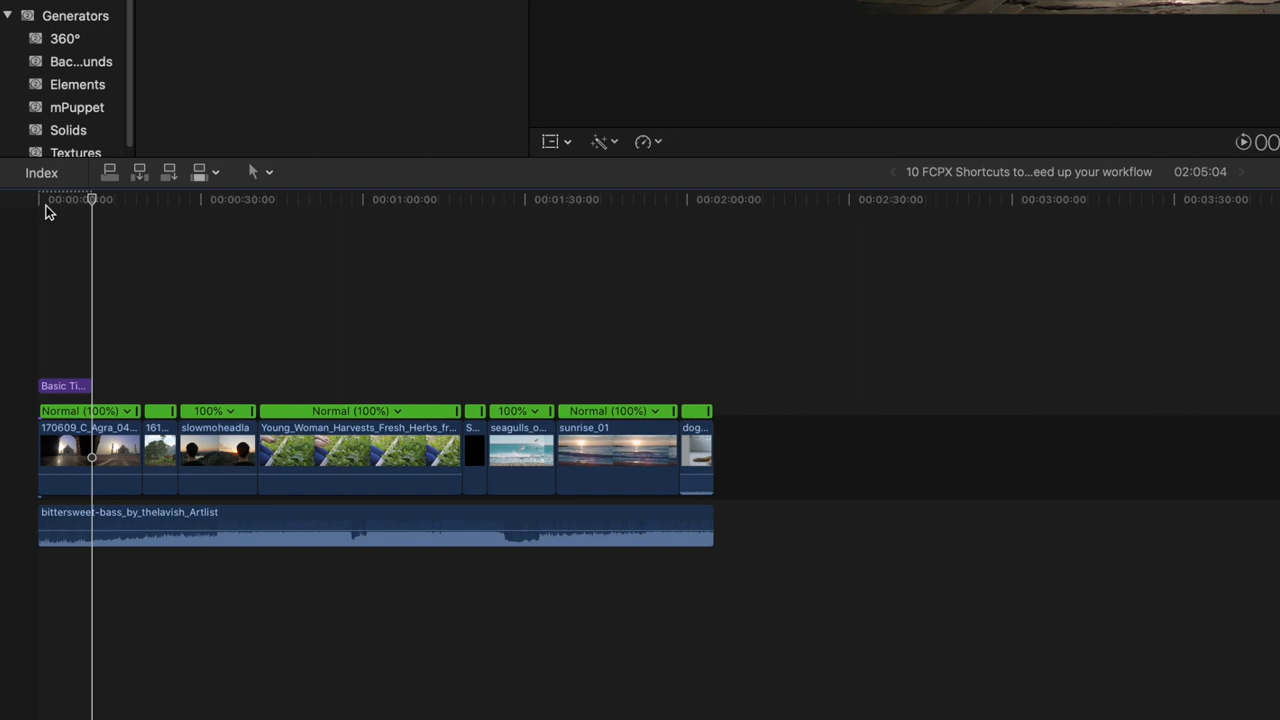 Generators
360°
Bac...unds
Elements
mPuppet
Solids
Textures
00
Index
10 FCPX Shortcuts to...eed up your workflow
02:05:04
00:00:30:00
00:01:00:00
00:01:30:00
00:02:00:00
00:02:30:00
00:03:00:00
00:03:30:00
Basic Ti...
Normal (100%)
100%
Normal (100%)
100%
Normal (100%)
170609_C_Agra_04...
161...
slowmoheadla
Young_Woman_Harvests_Fresh_Herbs_fr...
S...
seagulls_o...
sunrise_01
dog...
bittersweet-bass_by_thelavish_Artlist